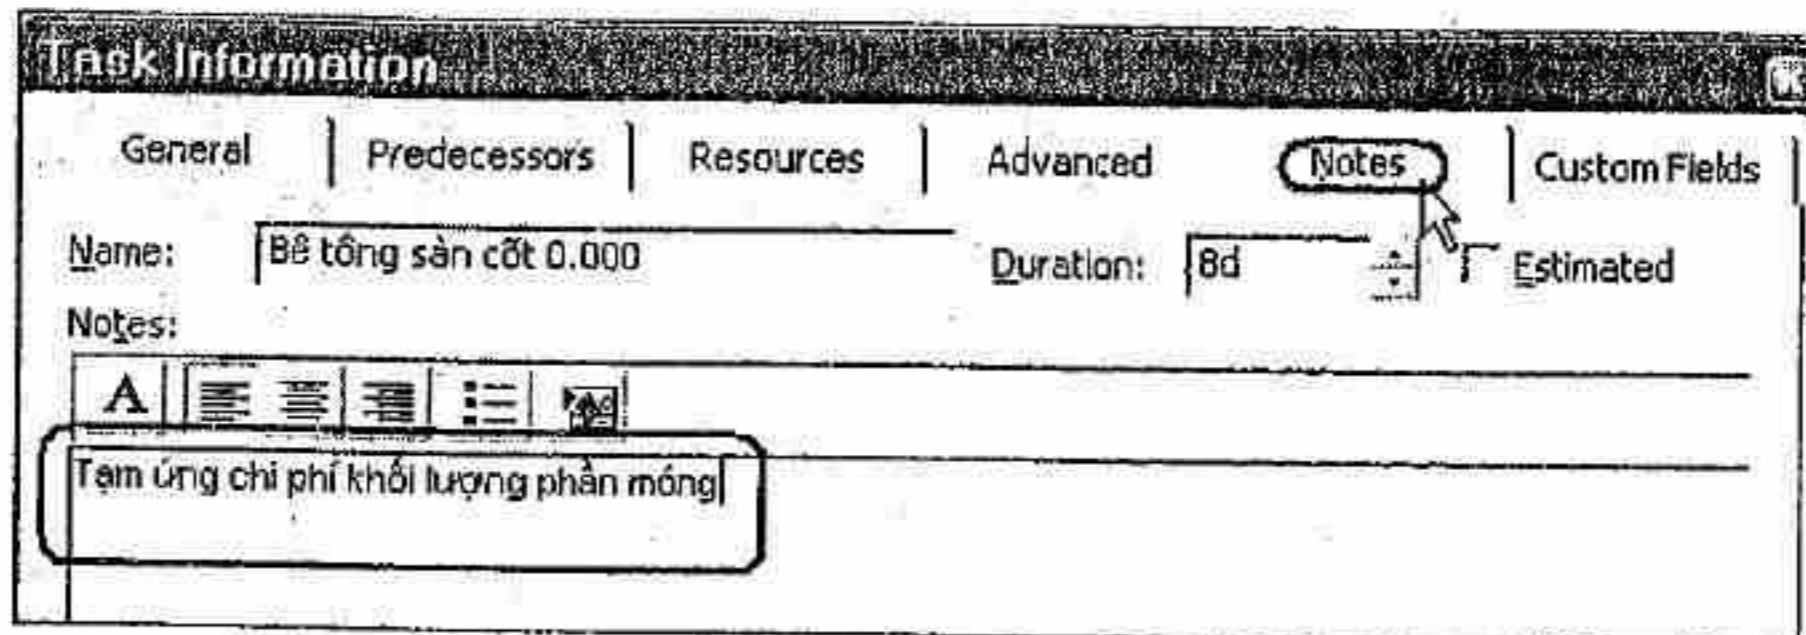 Task Information
General Predecessors Resources Advanced Notes Custom Fields
Name: Bê tông sàn cốt 0.000 Duration: 8d Estimated
Notes:
A
Tạm ứng chi phí khối lượng phần móng